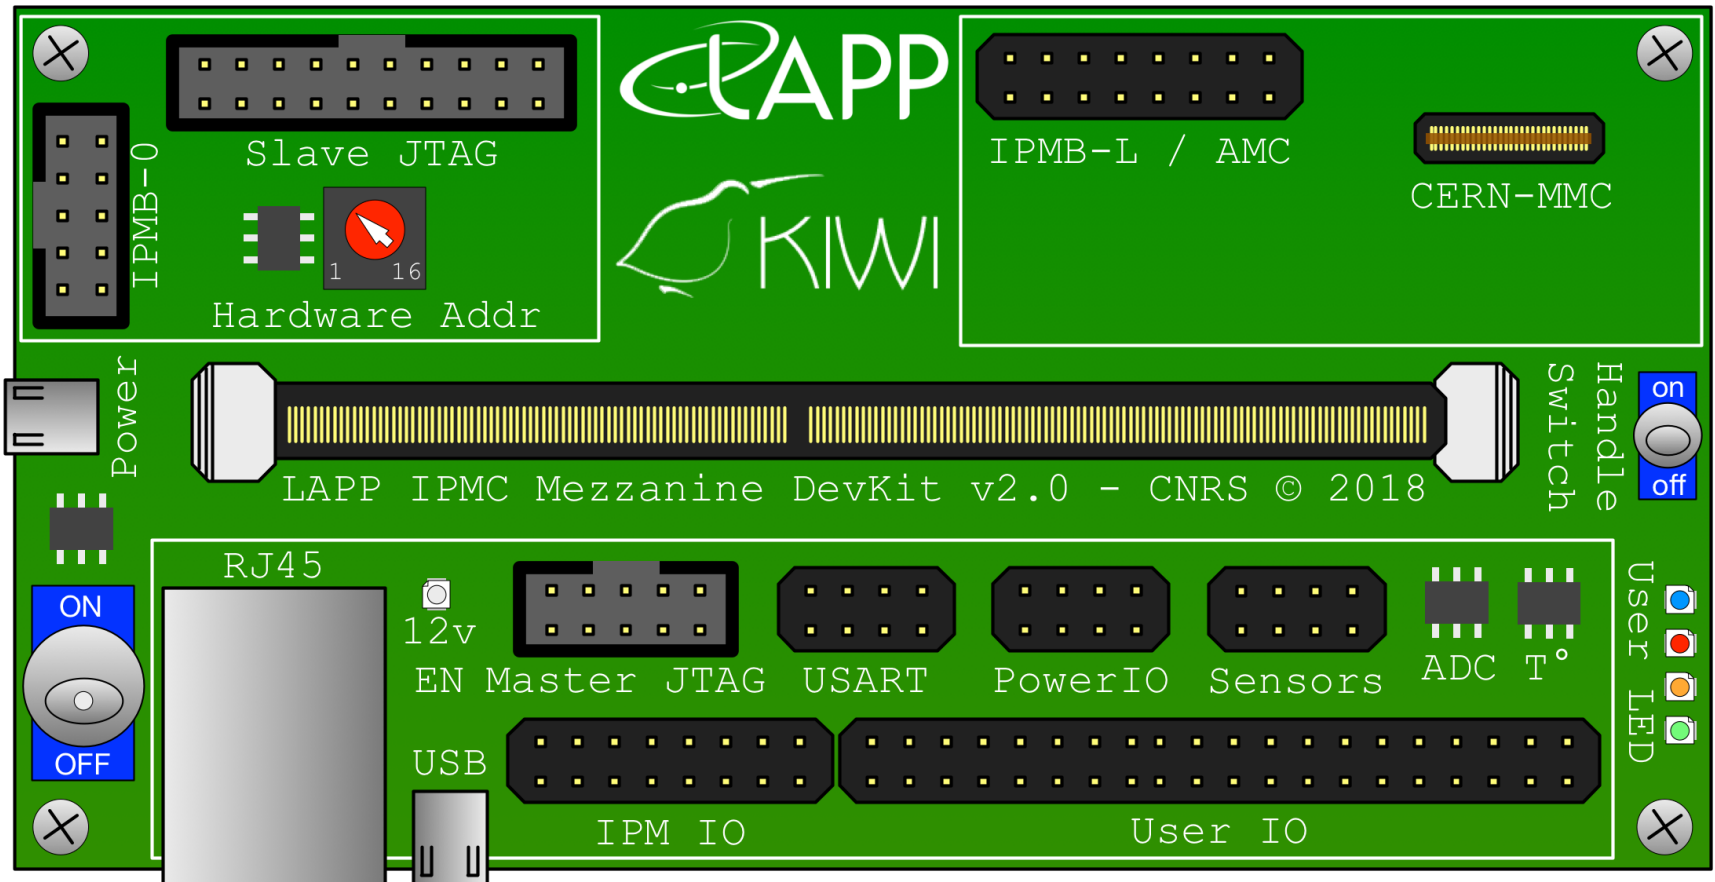 Slave JTAG
IPMB-0
1 16
Hardware Addr
LAPP
KIWI
IPMB-L / AMC
CERN-MMC
Power
LAPP IPMC Mezzanine DevKit v2.0 - CNRS © 2018
Handle
Switch
on
off
ON
OFF
RJ45
12v
EN
Master JTAG
USART
PowerIO
Sensors
ADC
T°
User LED
USB
IPM IO
User IO